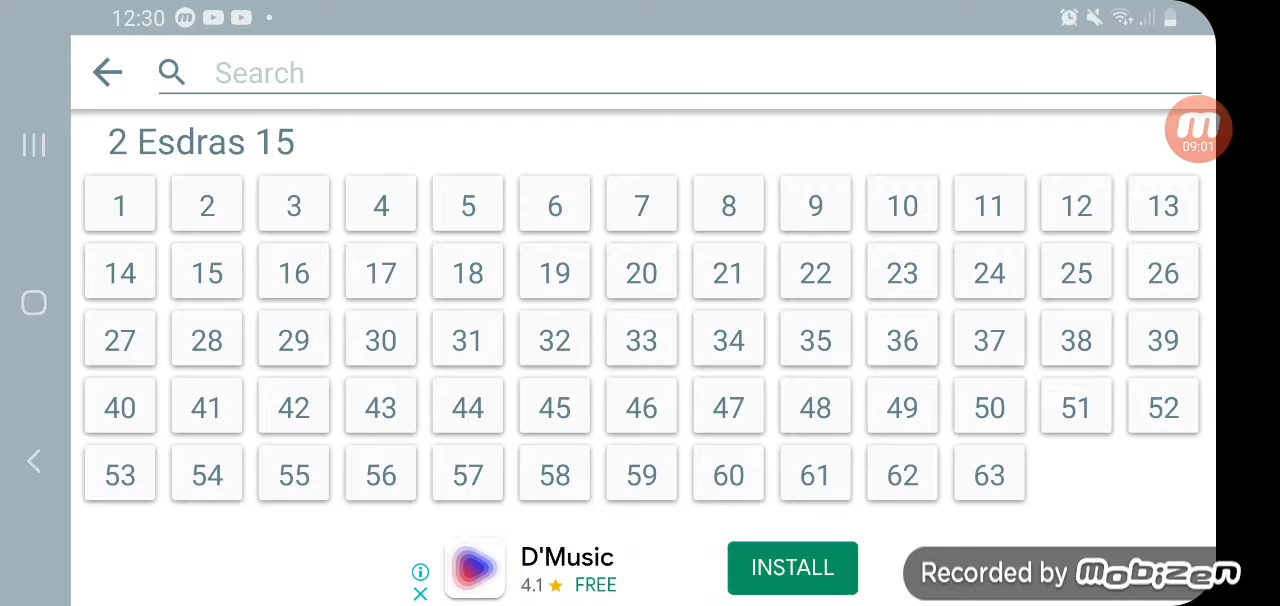 12:30
Search
09:01
2 Esdras 15
1 2 3 4 5 6 7 8 9 10 11 12 13
14 15 16 17 18 19 20 21 22 23 24 25 26
27 28 29 30 31 32 33 34 35 36 37 38 39
40 41 42 43 44 45 46 47 48 49 50 51 52
53 54 55 56 57 58 59 60 61 62 63
D'Music
4.1 ★ FREE
INSTALL
Recorded by mobizen